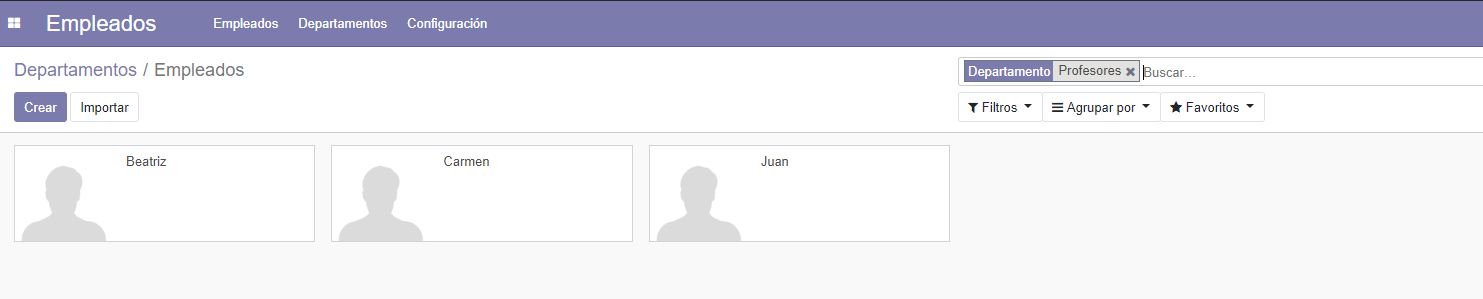 Empleados Empleados Departamentos Configuración
Departamentos / Empleados
Departamento Profesores Buscar...
Crear Importar
Filtros Agrupar por Favoritos
Beatriz Carmen Juan